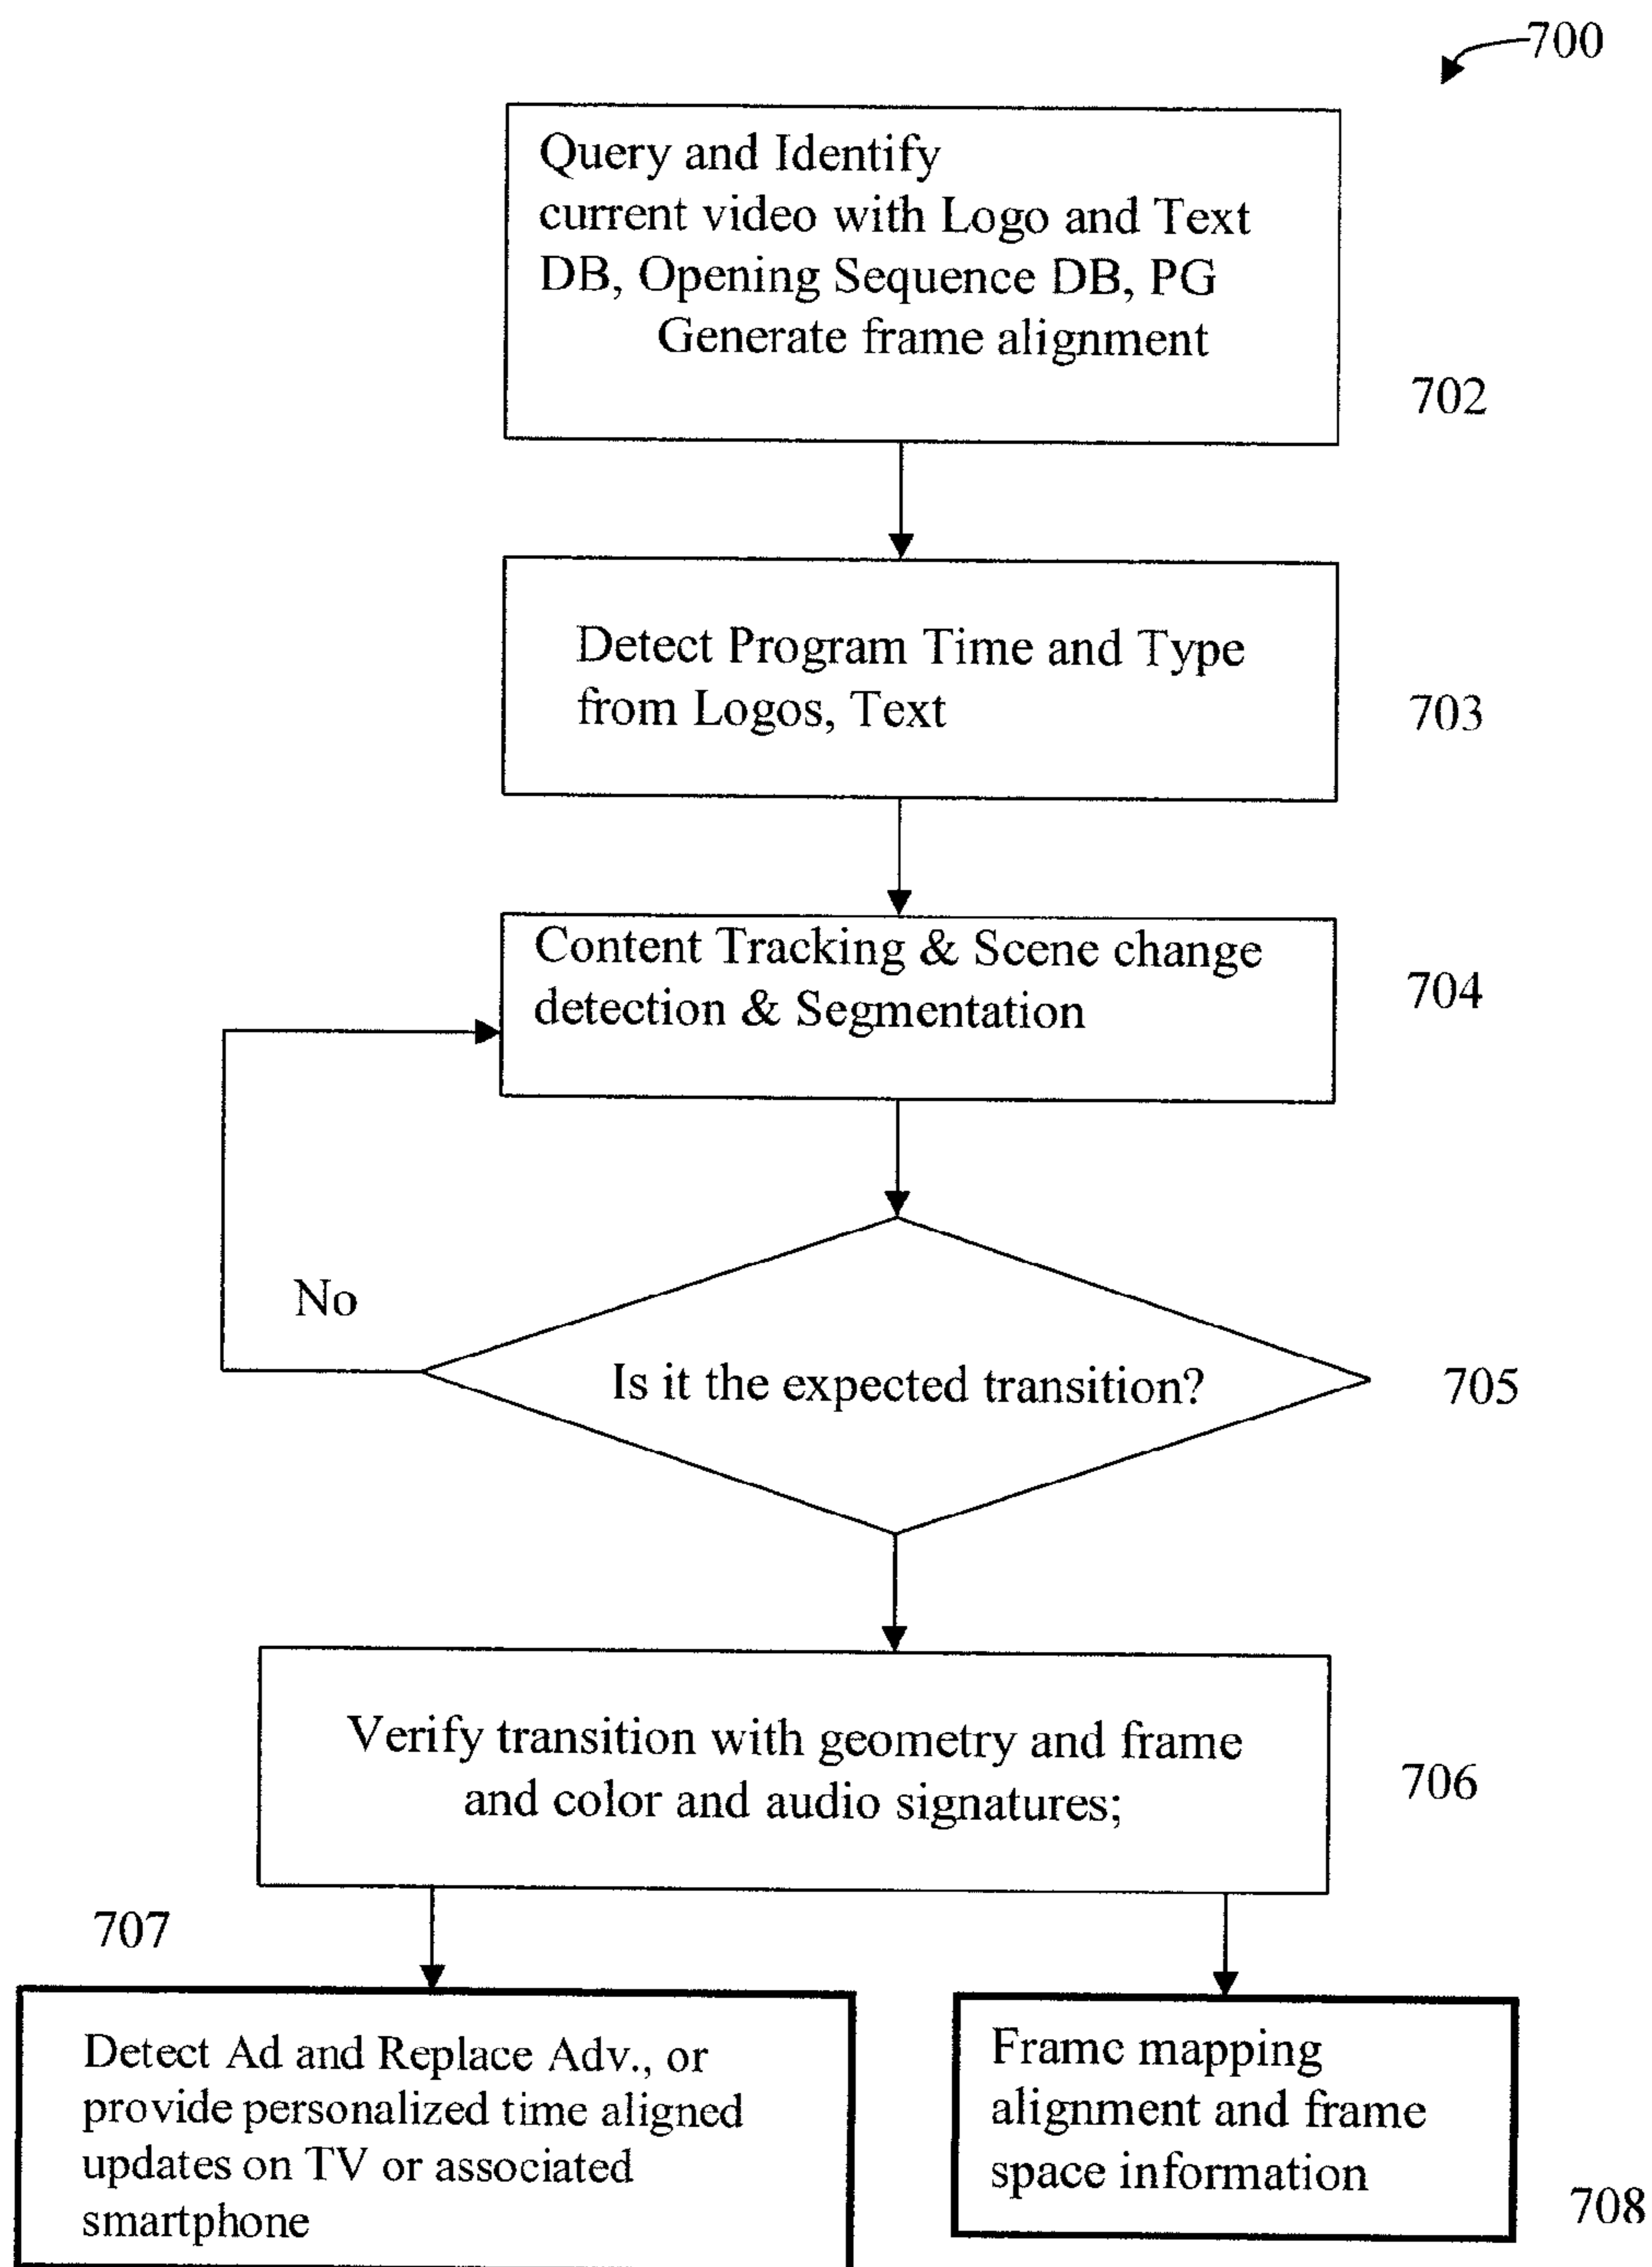 700
Query and Identify
current video with Logo and Text
DB, Opening Sequence DB, PG
Generate frame alignment
702
Detect Program Time and Type
from Logos, Text
703
Content Tracking & Scene change
detection & Segmentation
704
No
Is it the expected transition?
705
Verify transition with geometry and frame
and color and audio signatures;
706
707
Detect Ad and Replace Adv., or
provide personalized time aligned
updates on TV or associated
smartphone
Frame mapping
alignment and frame
space information
708